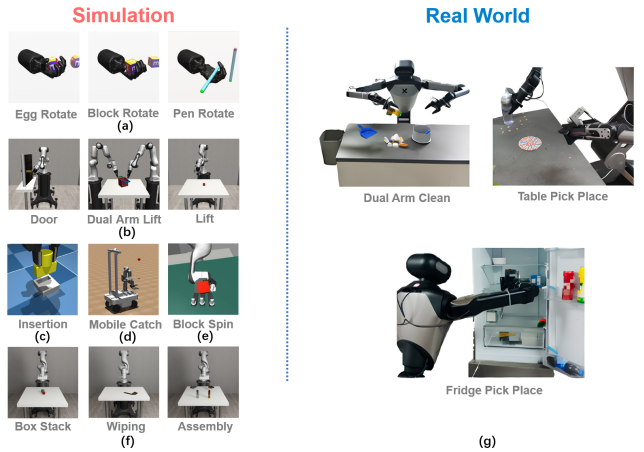 Simulation
Real World
Egg Rotate
Block Rotate
Pen Rotate
(a)
Door
Dual Arm Lift
Lift
(b)
Insertion
(c)
Mobile Catch
(d)
Block Spin
(e)
Box Stack
Wiping
Assembly
(f)
Dual Arm Clean
Table Pick Place
Fridge Pick Place
(g)